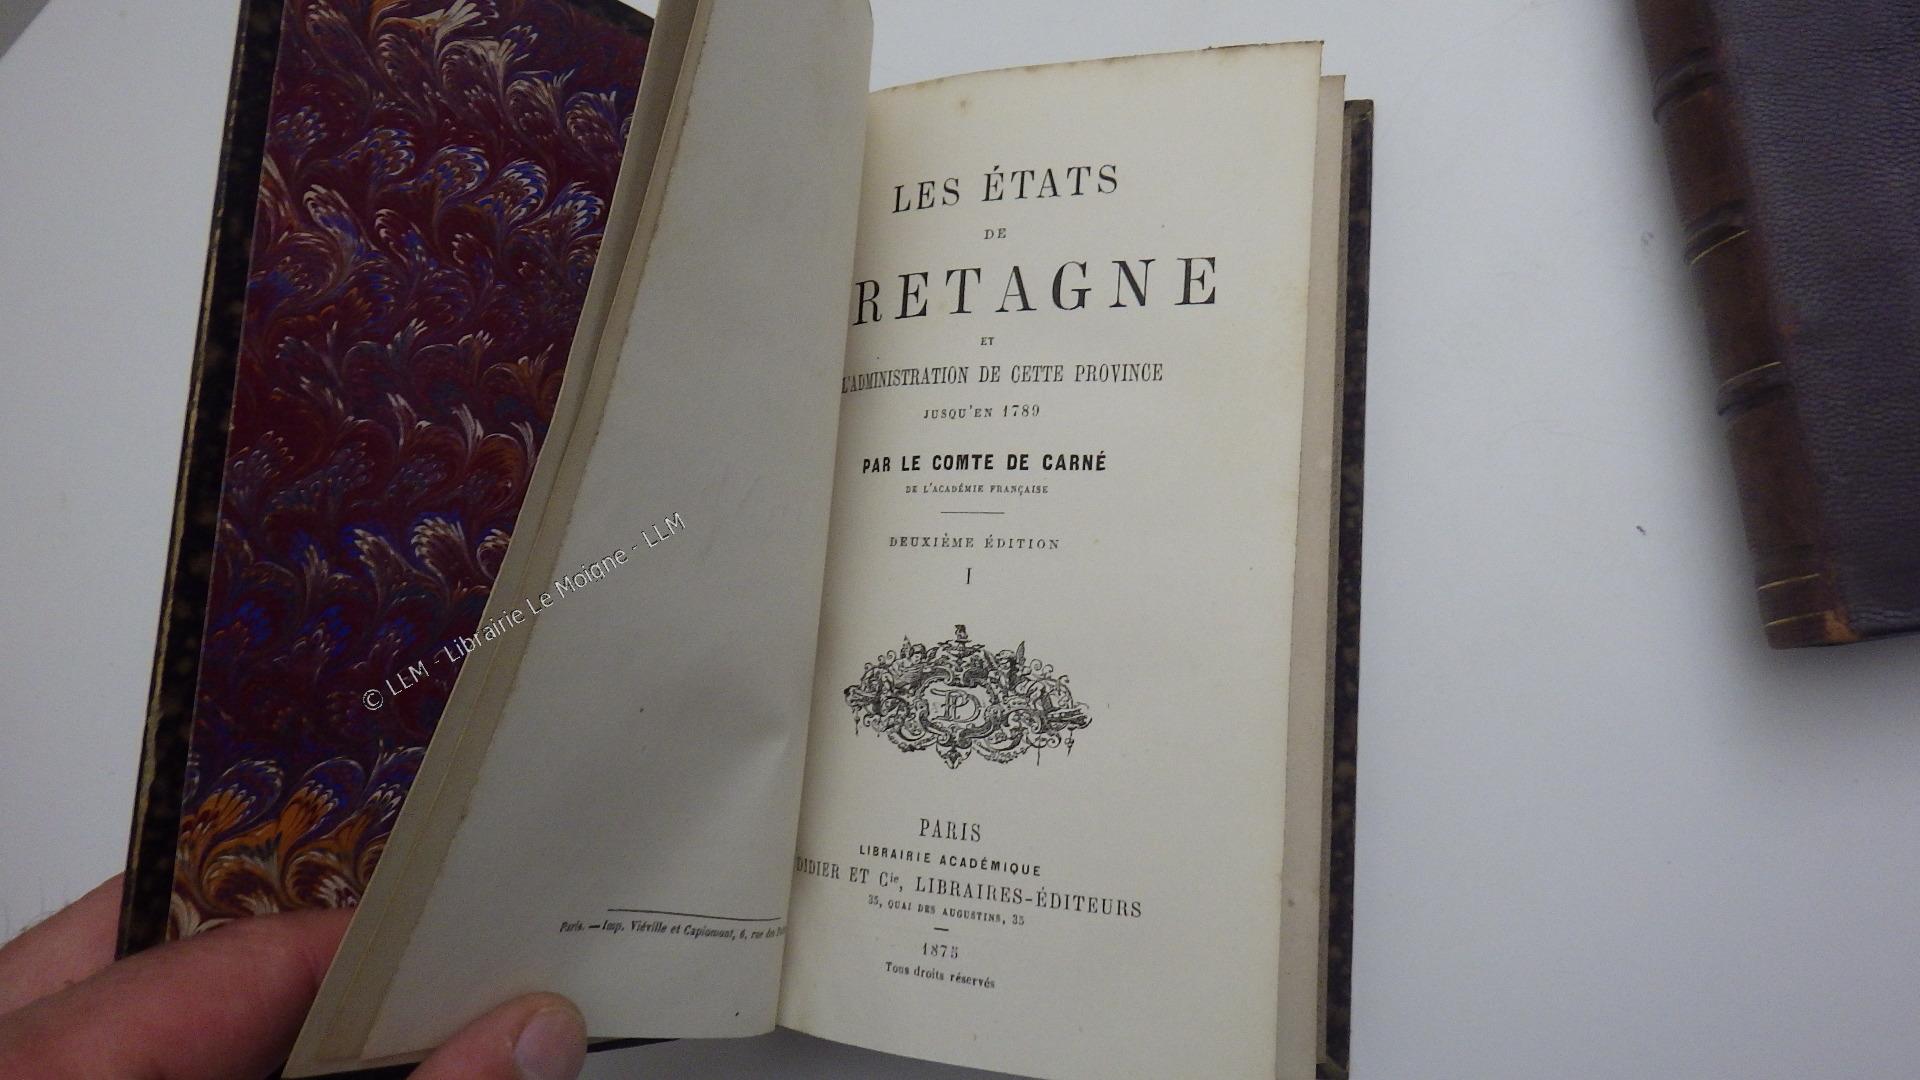 LES ÉTATS
DE
RETAGNE
ET
L'ADMINISTRATION DE CETTE PROVINCE
JUSQU'EN 1789
PAR LE COMTE DE CARNÉ
DE L'ACADÉMIE FRANÇAISE
DEUXIÈME ÉDITION
I
PARIS
LIBRAIRIE ACADÉMIQUE
DIDIER ET Cie, LIBRAIRES-ÉDITEURS
35, QUAI DES AUGUSTINS, 35
1875
Tous droits réservés
Paris. — Imp. Viéville et Capiomont, 6, rue des
© LLM - Librairie Le Moigne - LLM